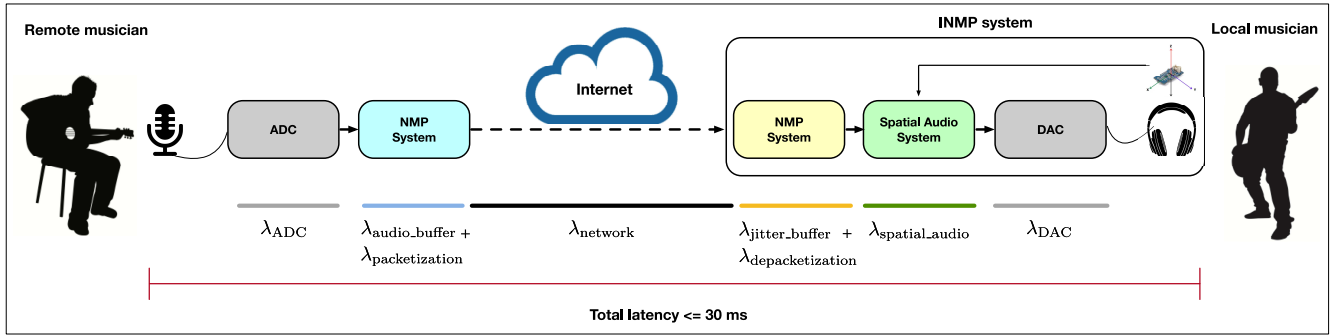 Remote musician
INMP system
Local musician
Internet
ADC
NMP
System
NMP
System
Spatial Audio
System
DAC
λADC
λaudio_buffer +
λpacketization
λnetwork
λjitter_buffer +
λdepacketization
λspatial_audio
λDAC
Total latency <= 30 ms